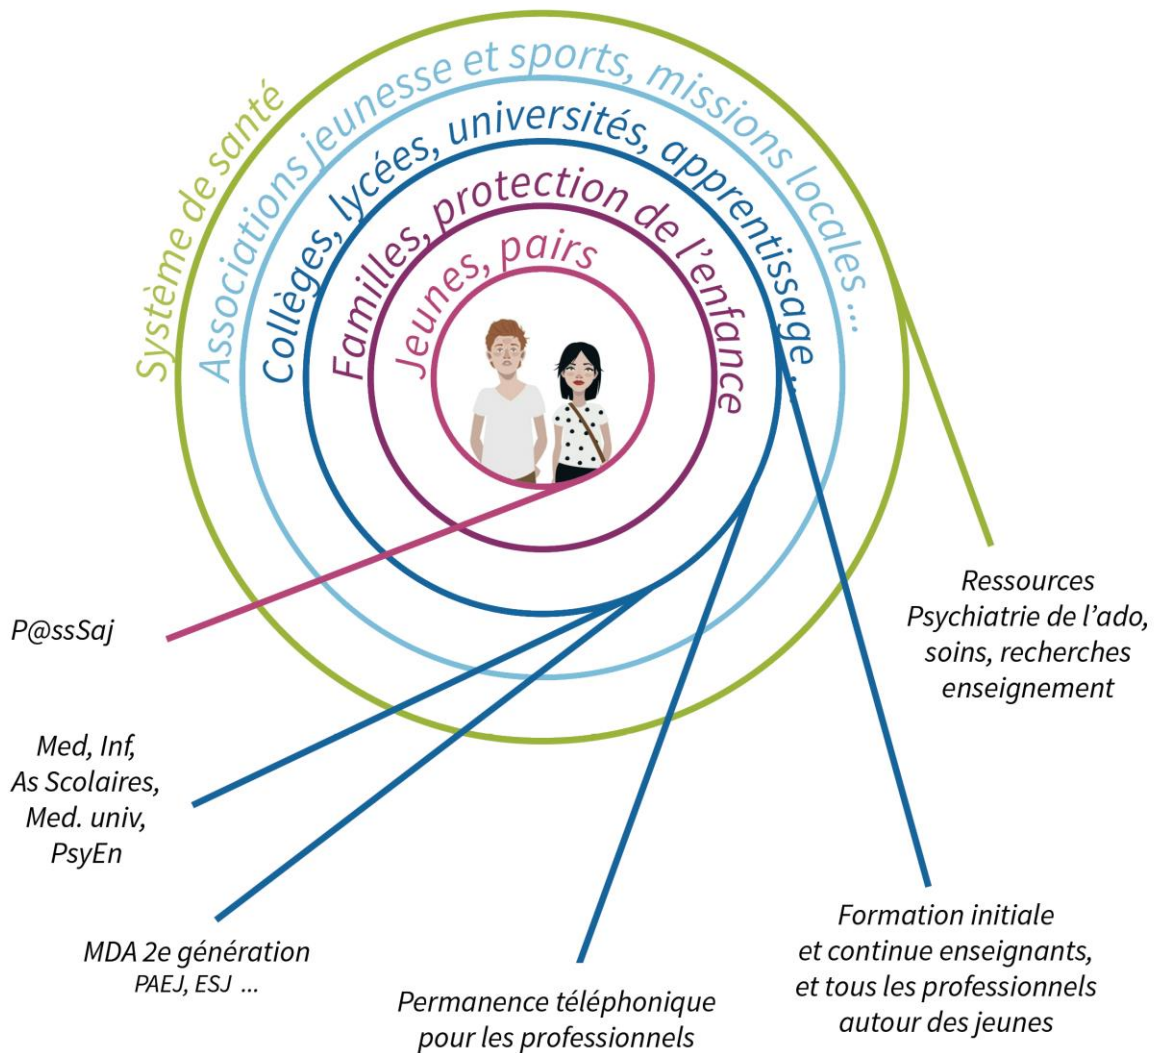 Système de santé
Associations jeunesse et sports, missions locales ...
Collèges, lycées, universités, apprentissage ...
Familles, protection de l'enfance
Jeunes, pairs
P@ssSaj
Med, Inf,
As Scolaires,
Med. univ,
PsyEn
MDA 2e génération
PAEJ, ESJ ...
Permanence téléphonique
pour les professionnels
Formation initiale
et continue enseignants,
et tous les professionnels
autour des jeunes
Ressources
Psychiatrie de l'ado,
soins, recherches
enseignement